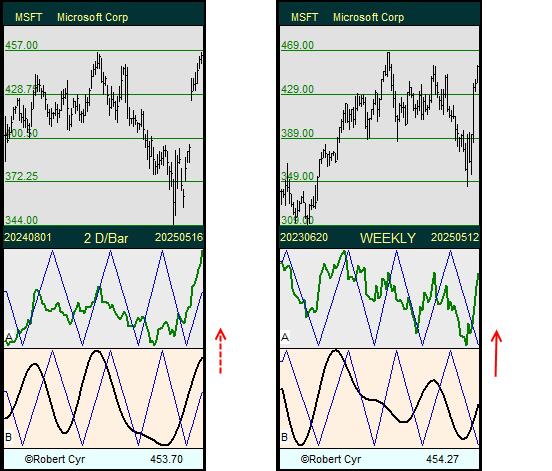 MSFT Microsoft Corp
457.00
428.75
400.50
372.25
344.00
20240801 2 D/Bar 20250516
A
B
©Robert Cyr 453.70
MSFT Microsoft Corp
469.00
429.00
389.00
349.00
309.00
20230620 WEEKLY 20250512
A
B
©Robert Cyr 454.27